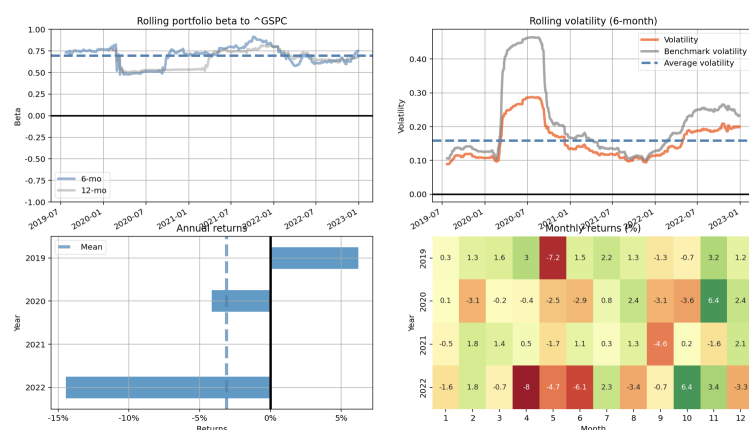 Rolling portfolio beta to ^GSPC
Beta
1.00
0.75
0.50
0.25
0.00
-0.25
-0.50
-0.75
-1.00
6-mo
12-mo
2019-07
2020-01
2020-07
2021-01
2021-07
2022-01
2022-07
2023-01
Rolling volatility (6-month)
Volatility
0.40
0.30
0.20
0.10
0.00
Volatility
Benchmark volatility
Average volatility
2019-07
2020-01
2020-07
2021-01
2021-07
2022-01
2022-07
2023-01
Annual returns
Year
2019
2020
2021
2022
Mean
-15%
-10%
-5%
0%
5%
Returns
Monthly returns (%)
Year
2019
0.3 1.3 1.6 3 -7.2 1.5 2.2 1.3 -1.3 -0.7 3.2 1.2
2020
0.1 -3.1 -0.2 -0.4 -2.5 -2.9 0.8 2.4 -3.1 -3.6 6.4 2.4
2021
-0.5 1.8 1.4 0.5 -1.7 1.1 0.3 1.3 -4.6 0.2 -1.6 2.1
2022
-1.6 1.8 -0.7 -8 -4.7 -6.1 2.3 -3.4 -0.7 6.4 3.4 -3.3
1 2 3 4 5 6 7 8 9 10 11 12
Month